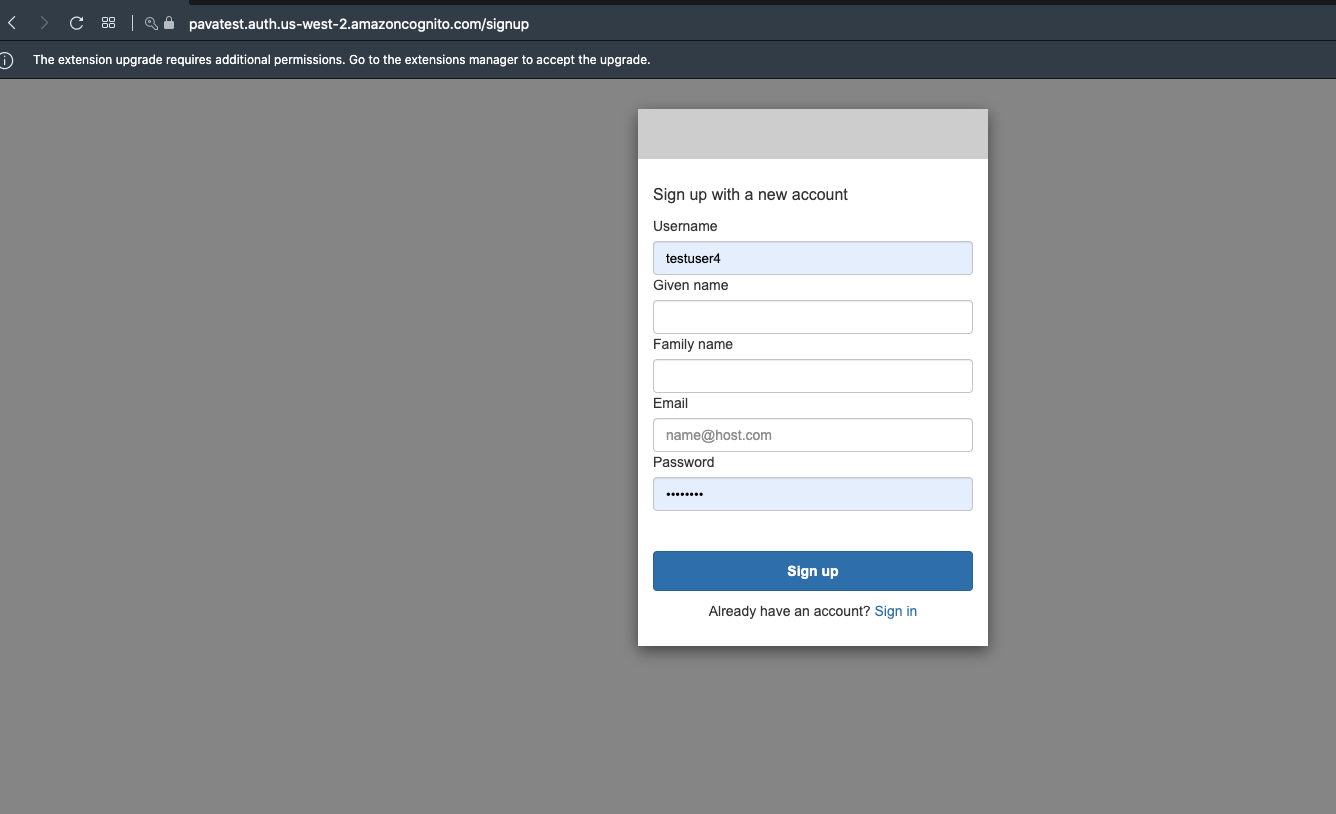 pavatest.auth.us-west-2.amazoncognito.com/signup
The extension upgrade requires additional permissions. Go to the extensions manager to accept the upgrade.
Sign up with a new account
Username
testuser4
Given name
Family name
Email
name@host.com
Password
••••••••
Sign up
Already have an account? Sign in